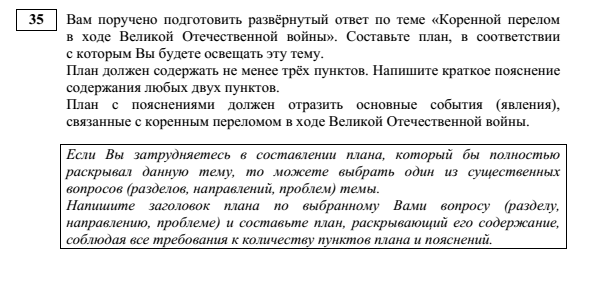 35
Вам поручено подготовить развёрнутый ответ по теме «Коренной перелом
в ходе Великой Отечественной войны». Составьте план, в соответствии
с которым Вы будете освещать эту тему.
План должен содержать не менее трёх пунктов. Напишите краткое пояснение
содержания любых двух пунктов.
План с пояснениями должен отразить основные события (явления),
связанные с коренным переломом в ходе Великой Отечественной войны.
Если Вы затрудняетесь в составлении плана, который бы полностью
раскрывал данную тему, то можете выбрать один из существенных
вопросов (разделов, направлений, проблем) темы.
Напишите заголовок плана по выбранному Вами вопросу (разделу,
направлению, проблеме) и составьте план, раскрывающий его содержание,
соблюдая все требования к количеству пунктов плана и пояснений.